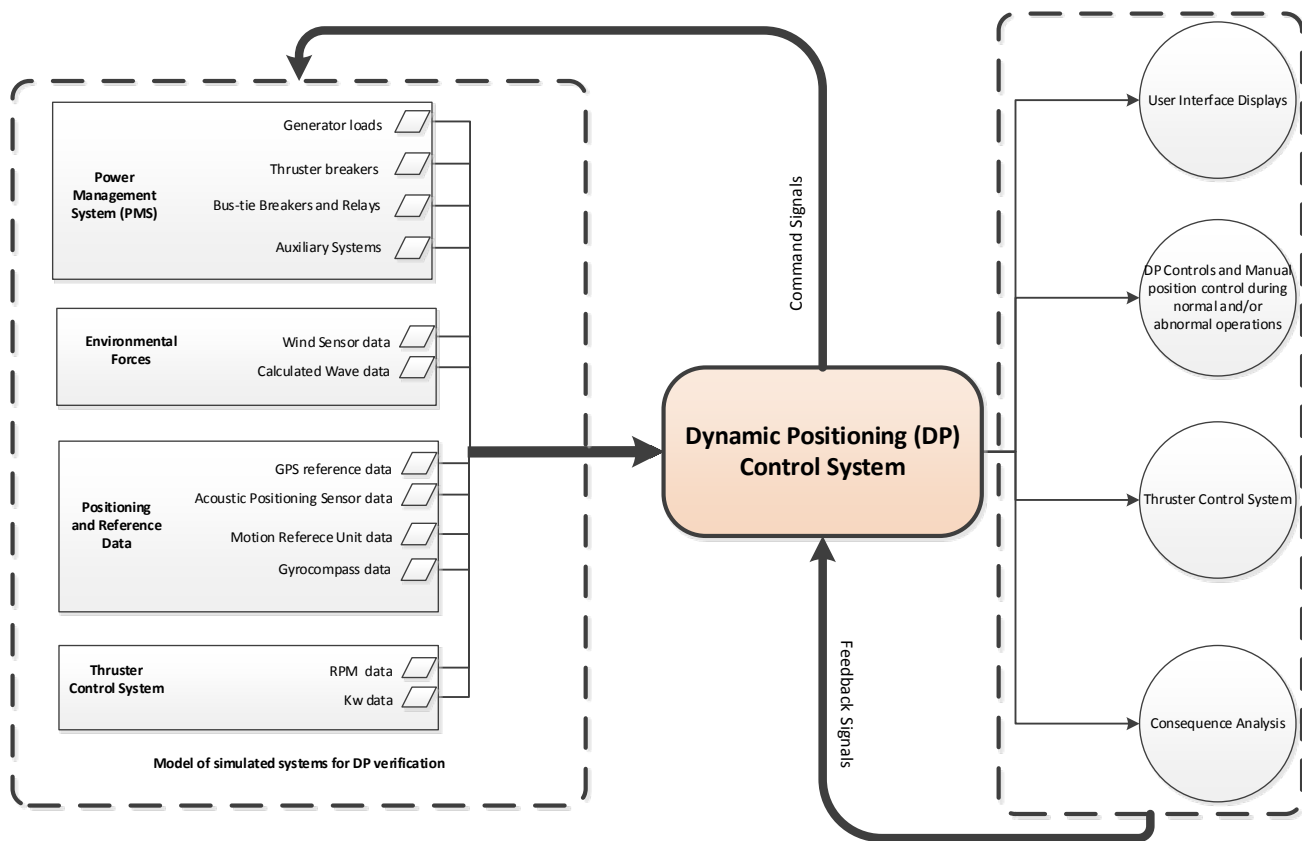 Power
Management
System (PMS)
Generator loads
Thruster breakers
Bus-tie Breakers and Relays
Auxiliary Systems
Environmental
Forces
Wind Sensor data
Calculated Wave data
Positioning
and Reference
Data
GPS reference data
Acoustic Positioning Sensor data
Motion Referece Unit data
Gyrocompass data
Thruster
Control System
RPM data
Kw data
Model of simulated systems for DP verification
Command Signals
Dynamic Positioning (DP)
Control System
Feedback Signals
User Interface Displays
DP Controls and Manual
position control during
normal and/or
abnormal operations
Thruster Control System
Consequence Analysis